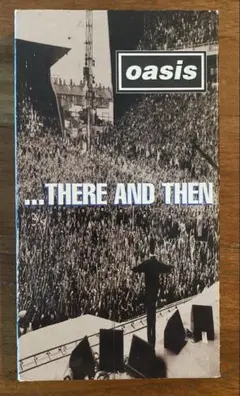 oasis
...THERE AND THEN